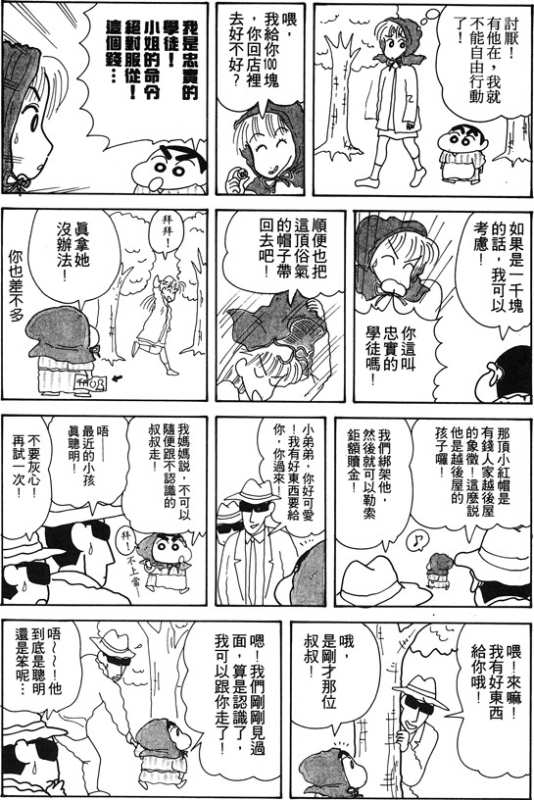 討厭！
有他在，我就
不能自由行動
了！
喂，
我給你100塊
，你回店裡
去好不好？
我是忠實的
學徒！
小姐的命令
絕對服從！
這個錢…
如果是一千塊
的話，我可以
考慮！
你這叫
忠實的
學徒嗎！
順便也把
這頂俗氣
的帽子帶
回去吧！
拜拜！
真拿她
沒辦法！
你也差不多
那頂小紅帽是
有錢人家越後屋
的象徵！這麼說
他是越後屋的
孩子囉！
我們綁架他，
然後就可以勒索
鉅額贖金！
小弟弟，你好可愛
！我有好東西要給
你，你過來
我媽媽說，不可以
隨便跟不認識的
叔叔走！
拜！
不上當—
唔——
最近的小孩
真聰明！
不要灰心！
再試一次！
喂！來嘛！
我有好東西
給你哦！
哦，
是剛才那位
叔叔！
嗯！我們剛剛見過
面，算是認識了，
我可以跟你走了！
唔～～！他
到底是聰明
還是笨呢…